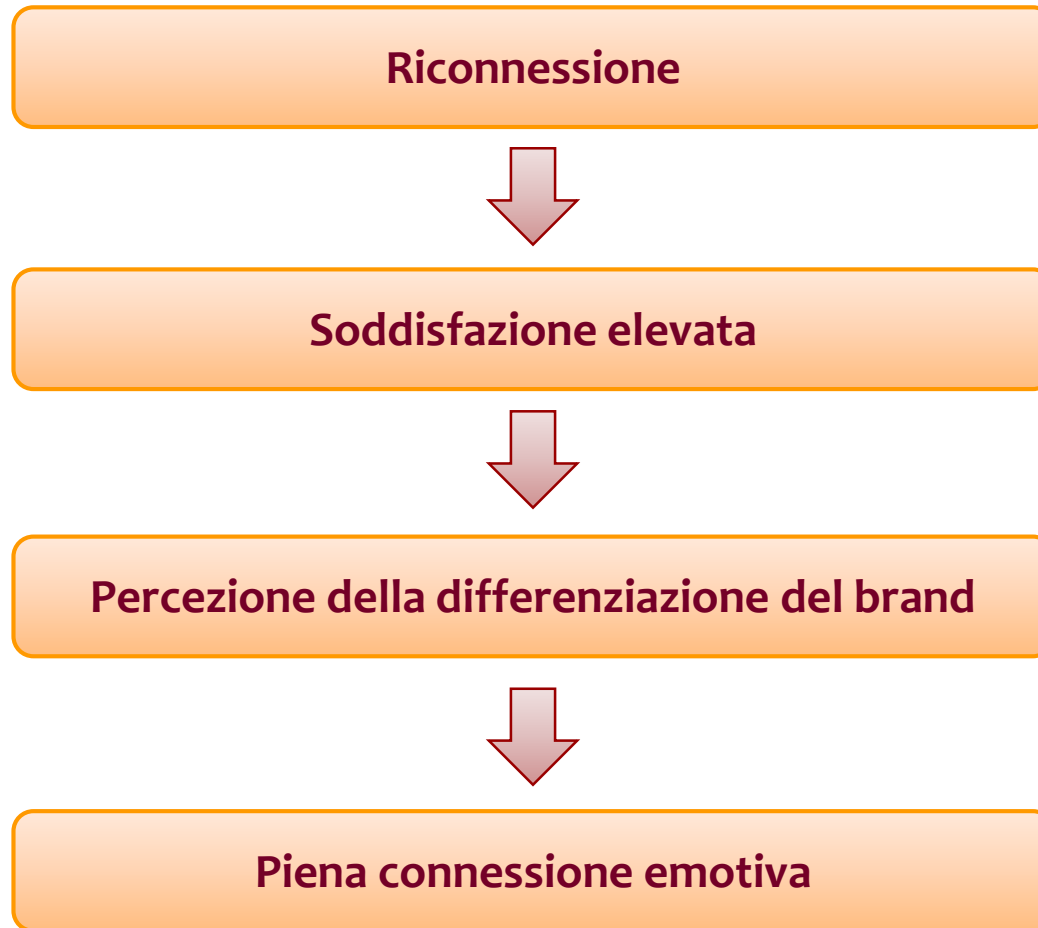 Riconnessione
Soddisfazione elevata
Percezione della differenziazione del brand
Piena connessione emotiva